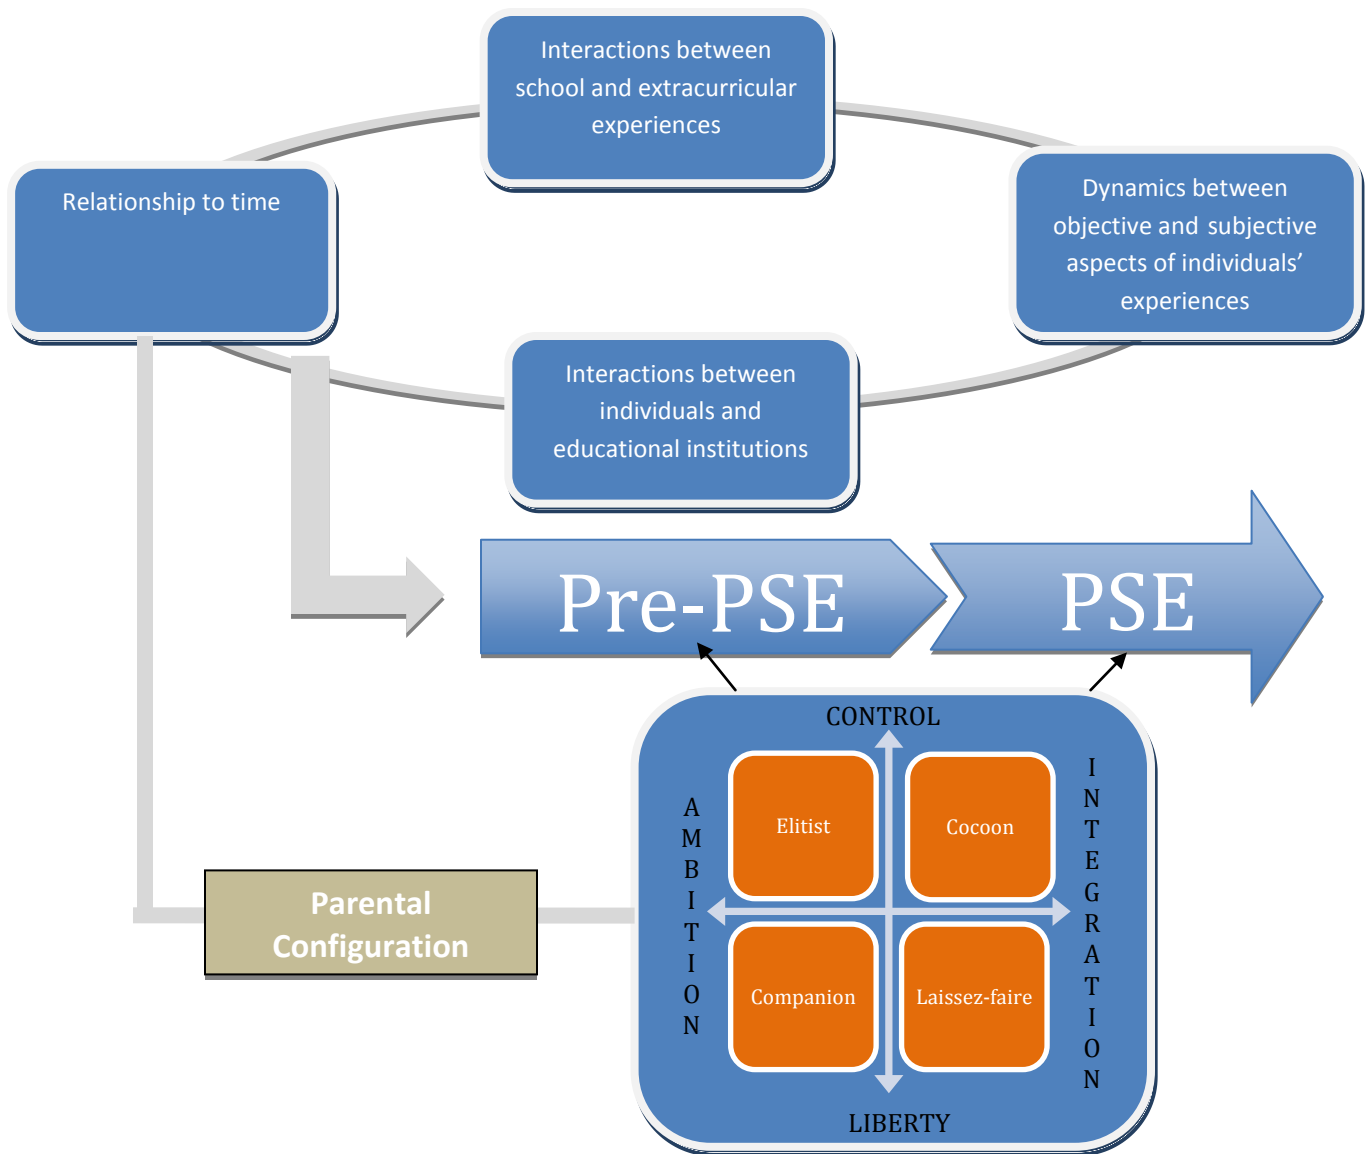 Interactions between
school and extracurricular
experiences
Relationship to time
Dynamics between
objective and subjective
aspects of individuals’
experiences
Interactions between
individuals and
educational institutions
Pre-PSE
PSE
CONTROL
AMBITION
INTEGRATION
Elitist
Cocoon
Parental
Configuration
Companion
Laissez-faire
LIBERTY